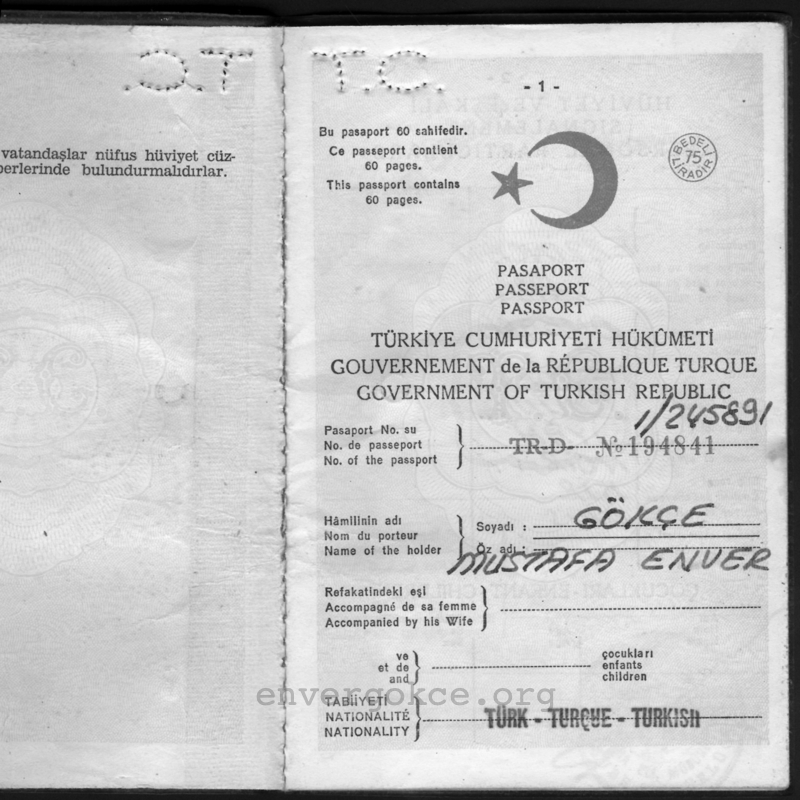 vatandaşlar nüfus hüviyet cüz-
perlerinde bulundurmalıdırlar.
T.C.
- 1 -
Bu pasaport 60 sahifedir.
Ce passeport contient
60 pages.
This passport contains
60 pages.
BEDELİ
75
LİRADIR
PASAPORT
PASSEPORT
PASSPORT
TÜRKİYE CUMHURİYETİ HÜKÛMETİ
GOUVERNEMENT de la RÉPUBLIQUE TURQUE
GOVERNMENT OF TURKISH REPUBLIC
1/245891
Pasaport No. su
No. de passeport
No. of the passport
TR-D- № 194841
Hâmilinin adı
Nom du porteur
Name of the holder
Soyadı : GÖKÇE
Öz adı : MUSTAFA ENVER
Refakatindeki eşi
Accompagné de sa femme
Accompanied by his Wife
ve
et de
and
çocukları
enfants
children
envergokce.org
TABİİYETİ
NATIONALITÉ
NATIONALITY
TÜRK - TURQUE - TURKISH